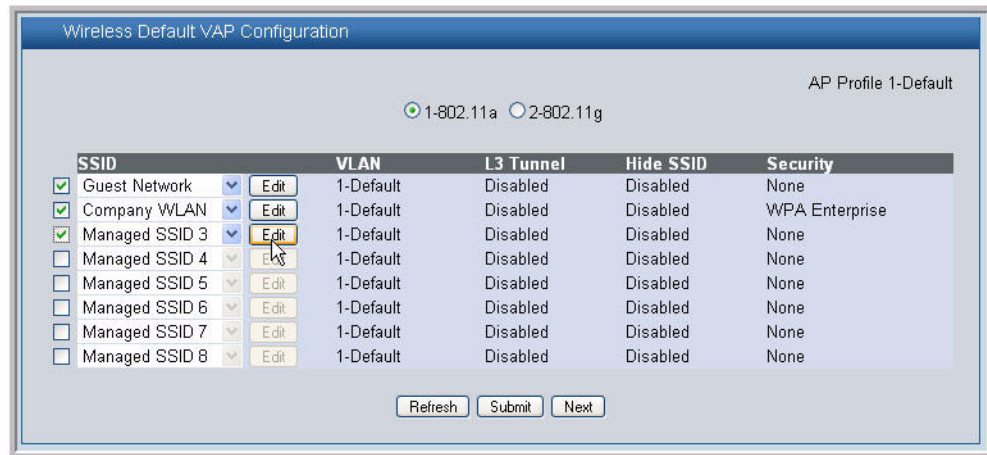 Wireless Default VAP Configuration
AP Profile 1-Default
1-802.11a 2-802.11g
SSID VLAN L3 Tunnel Hide SSID Security
Guest Network Edit 1-Default Disabled Disabled None
Company WLAN Edit 1-Default Disabled Disabled WPA Enterprise
Managed SSID 3 Edit 1-Default Disabled Disabled None
Managed SSID 4 Edit 1-Default Disabled Disabled None
Managed SSID 5 Edit 1-Default Disabled Disabled None
Managed SSID 6 Edit 1-Default Disabled Disabled None
Managed SSID 7 Edit 1-Default Disabled Disabled None
Managed SSID 8 Edit 1-Default Disabled Disabled None
Refresh Submit Next